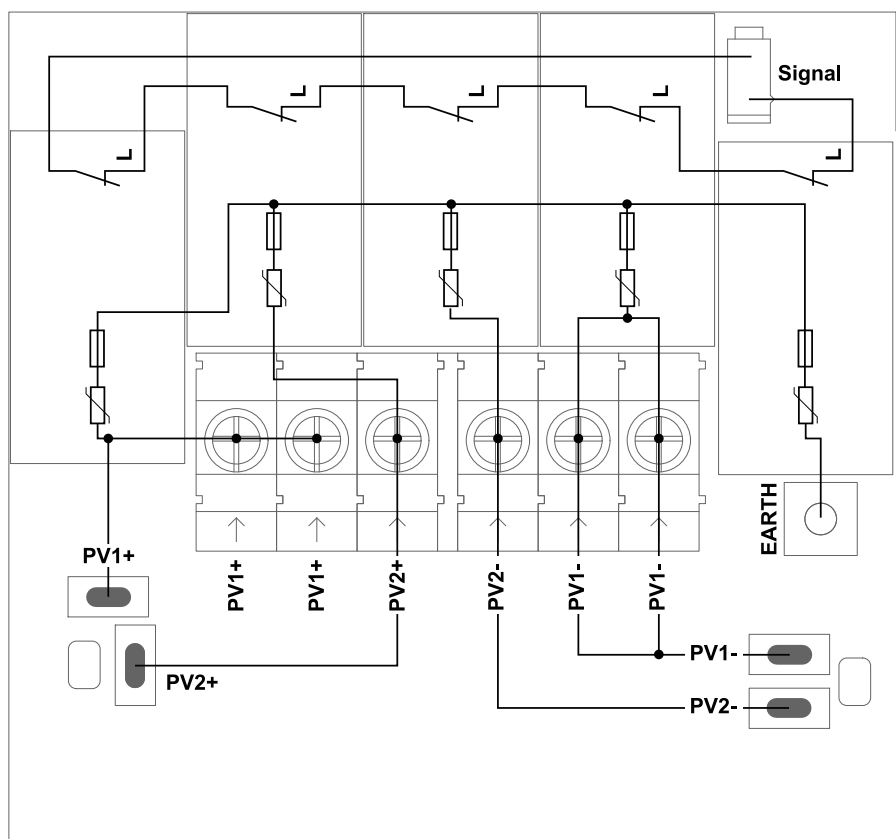 Signal
L
L
L
L
L
EARTH
PV1+
PV1+
PV1+
PV2+
PV2-
PV1-
PV1-
PV2+
PV1-
PV2-